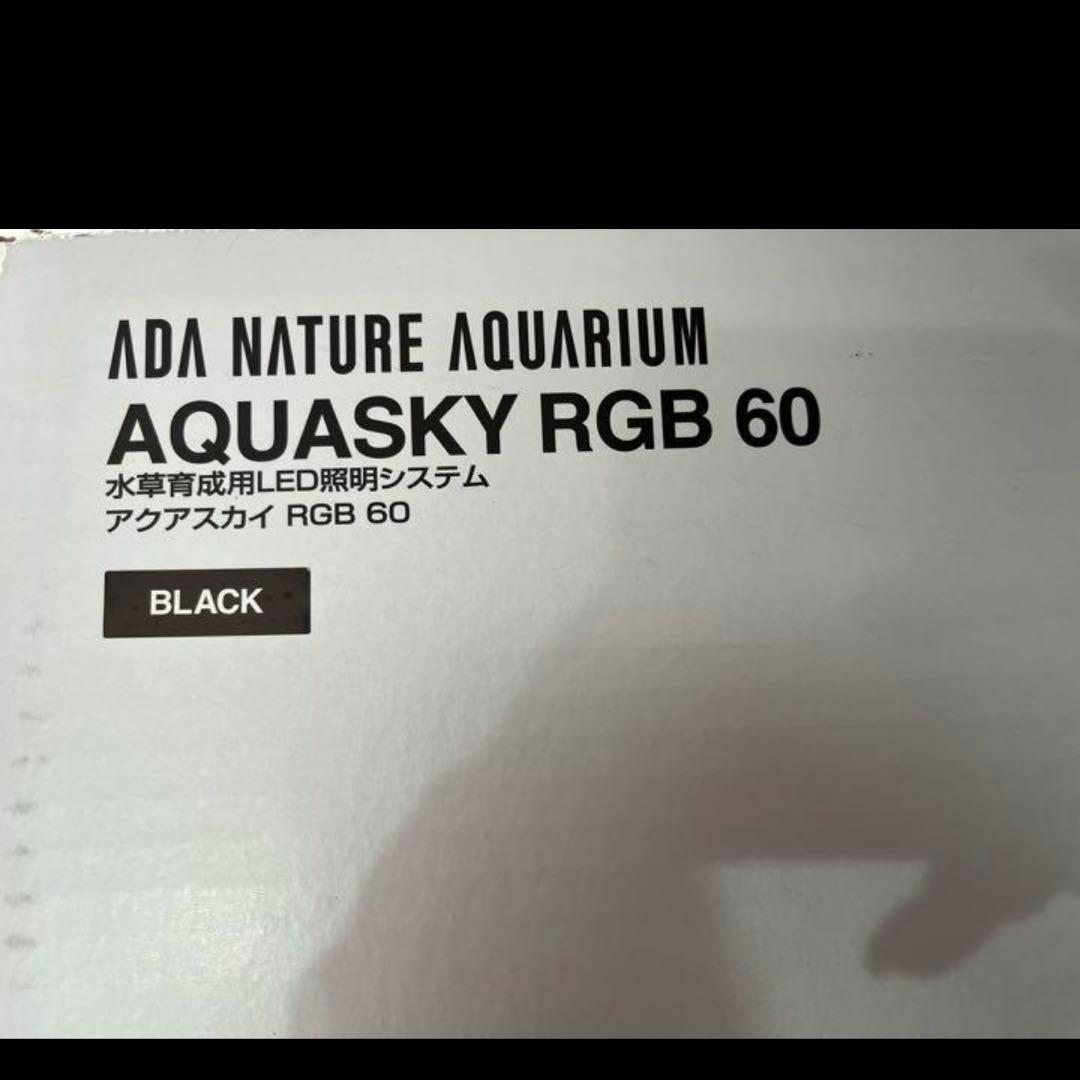 ADA NATURE AQUARIUM
AQUASKY RGB 60
水草育成用LED照明システム
アクアスカイ RGB 60
BLACK